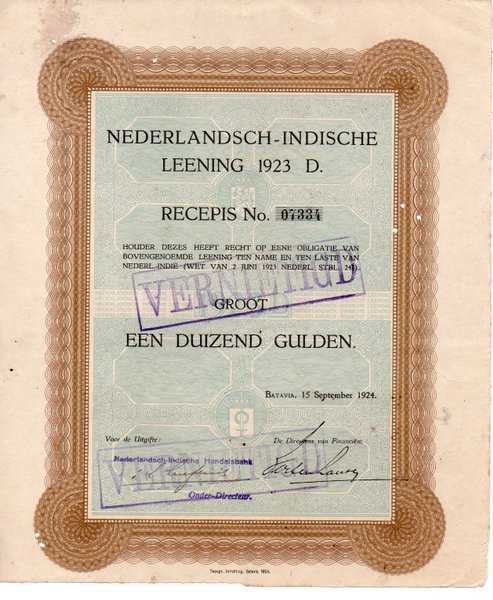 NEDERLANDSCH-INDISCHE
LEENING 1923 D.
RECEPIS No. 07334
HOUDER DEZES HEEFT RECHT OP EENE OBLIGATIE VAN
BOVENGENOEMDE LEENING TEN NAME EN TEN LASTE VAN
NEDERL.-INDIË (WET VAN 2 JUNI 1923 NEDERL. STBL.
VERNIETIGD
GROOT
EEN DUIZEND GULDEN.
BATAVIA, 15 September 1924.
Voor de Uitgifte:
De Directeur van Financiën:
Nederlandsch Indische Handelsbank
VERNIETIGD
Onder-Directeur.